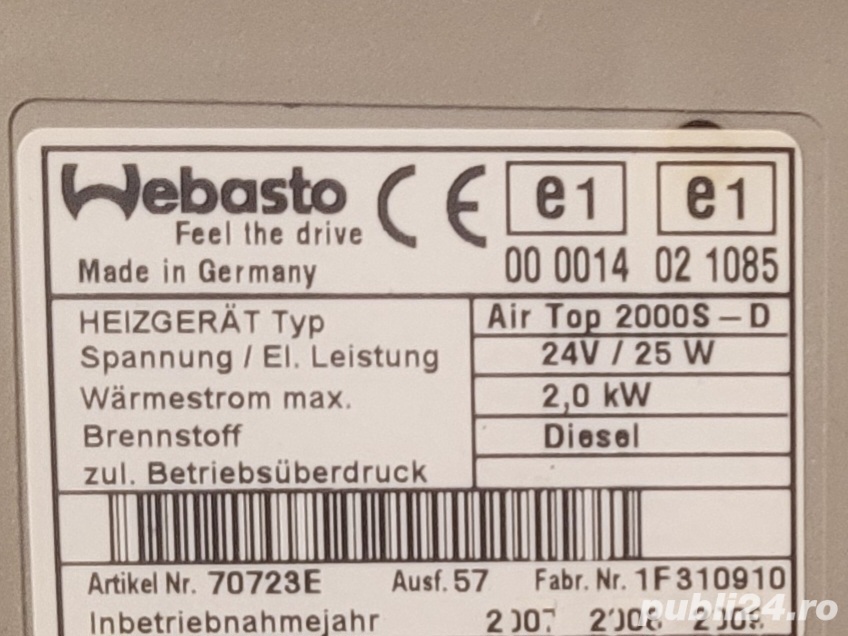 Webasto CE e1 e1
Feel the drive
Made in Germany 00 0014 02 1085
HEIZGERÄT Typ Air Top 2000S – D
Spannung / El. Leistung 24V / 25 W
Wärmestrom max. 2,0 kW
Brennstoff Diesel
zul. Betriebsüberdruck
Artikel Nr. 70723E Ausf. 57 Fabr. Nr. 1F310910
Inbetriebnahmejahr
publi24.ro